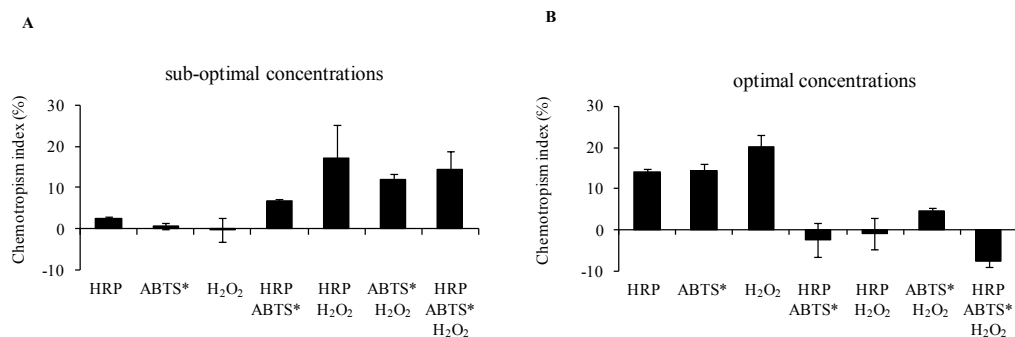 A
sub-optimal concentrations
Chemotropism index (%)
30
20
10
0
-10
HRP
ABTS*
H₂O₂
HRP
ABTS*
HRP
H₂O₂
ABTS*
H₂O₂
HRP
ABTS*
H₂O₂
B
optimal concentrations
Chemotropism index (%)
30
20
10
0
-10
HRP
ABTS*
H₂O₂
HRP
ABTS*
HRP
H₂O₂
ABTS*
H₂O₂
HRP
ABTS*
H₂O₂